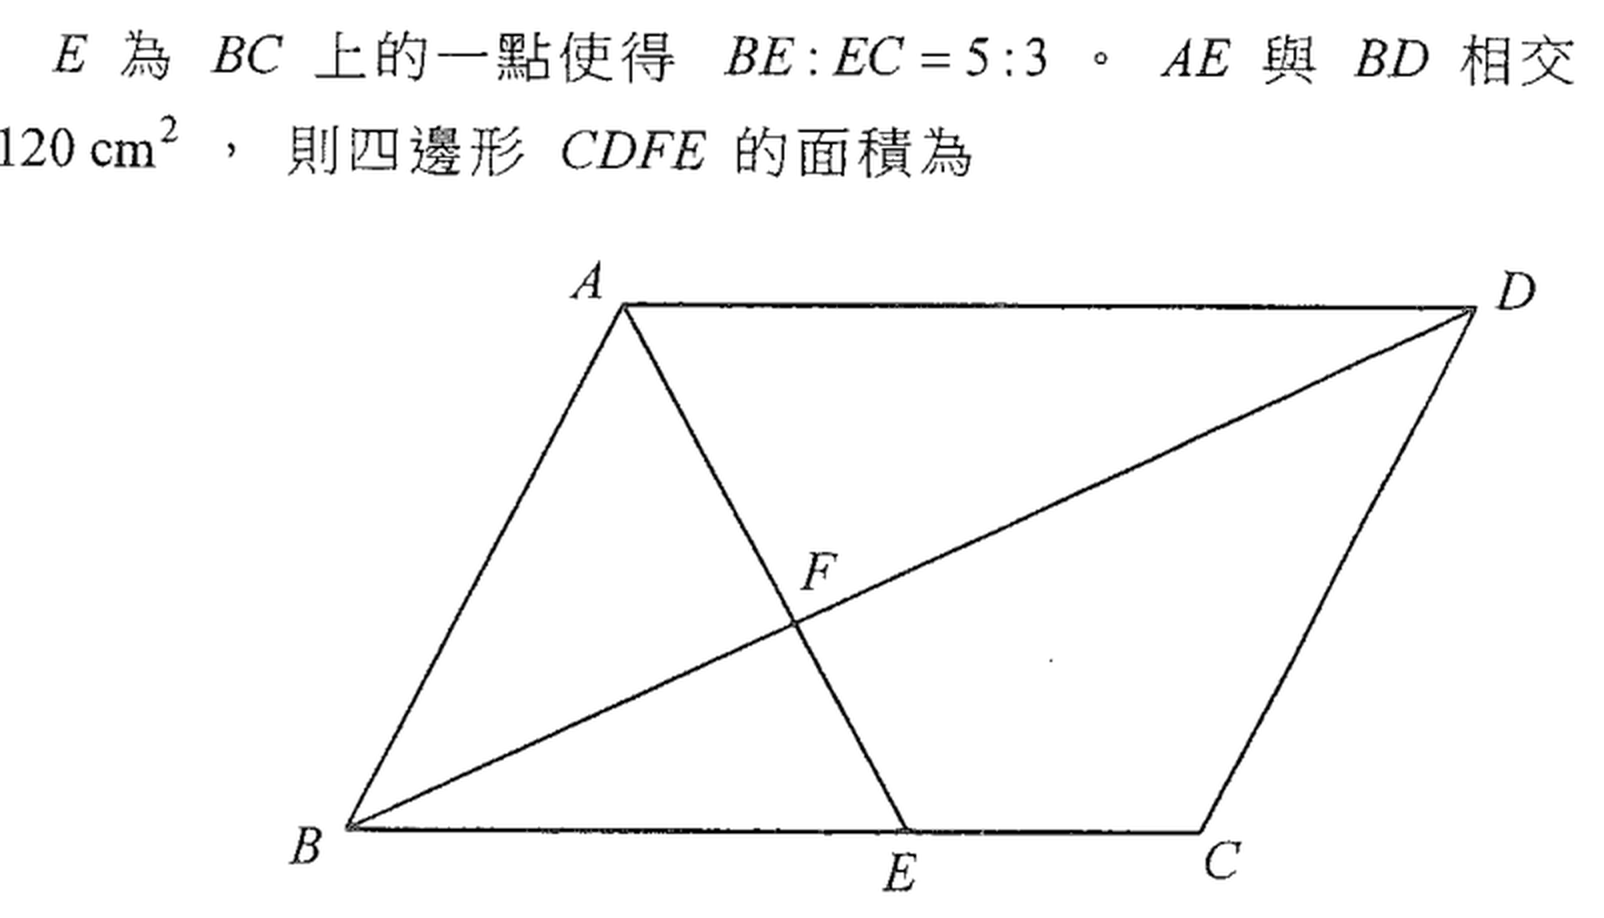 E 為 BC 上的一點使得 BE : EC = 5 : 3 。 AE 與 BD 相交
120 cm² ， 則四邊形 CDFE 的面積為
A
D
F
B
E
C